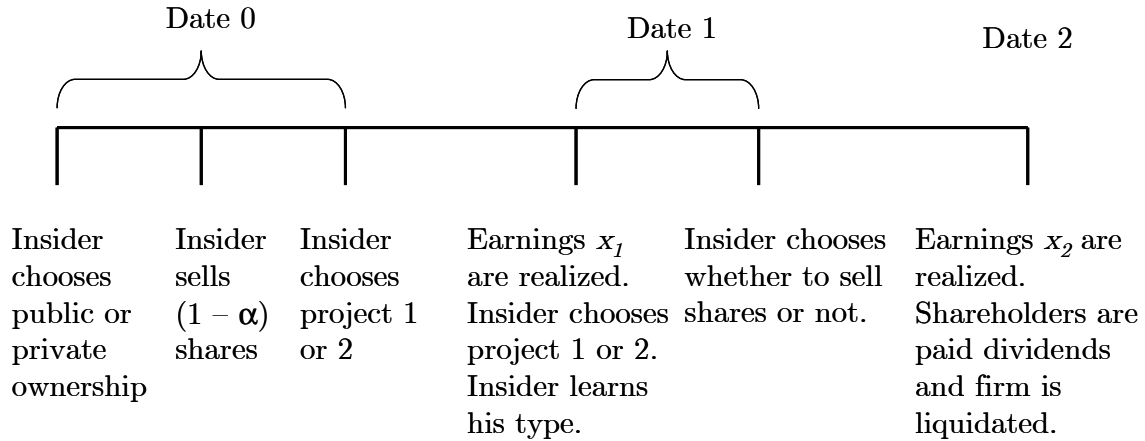 Date 0
Date 1
Date 2
Insider
chooses
public or
private
ownership
Insider
sells
(1 – α)
shares
Insider
chooses
project 1
or 2
Earnings x₁
are realized.
Insider chooses
project 1 or 2.
Insider learns
his type.
Insider chooses
whether to sell
shares or not.
Earnings x₂ are
realized.
Shareholders are
paid dividends
and firm is
liquidated.